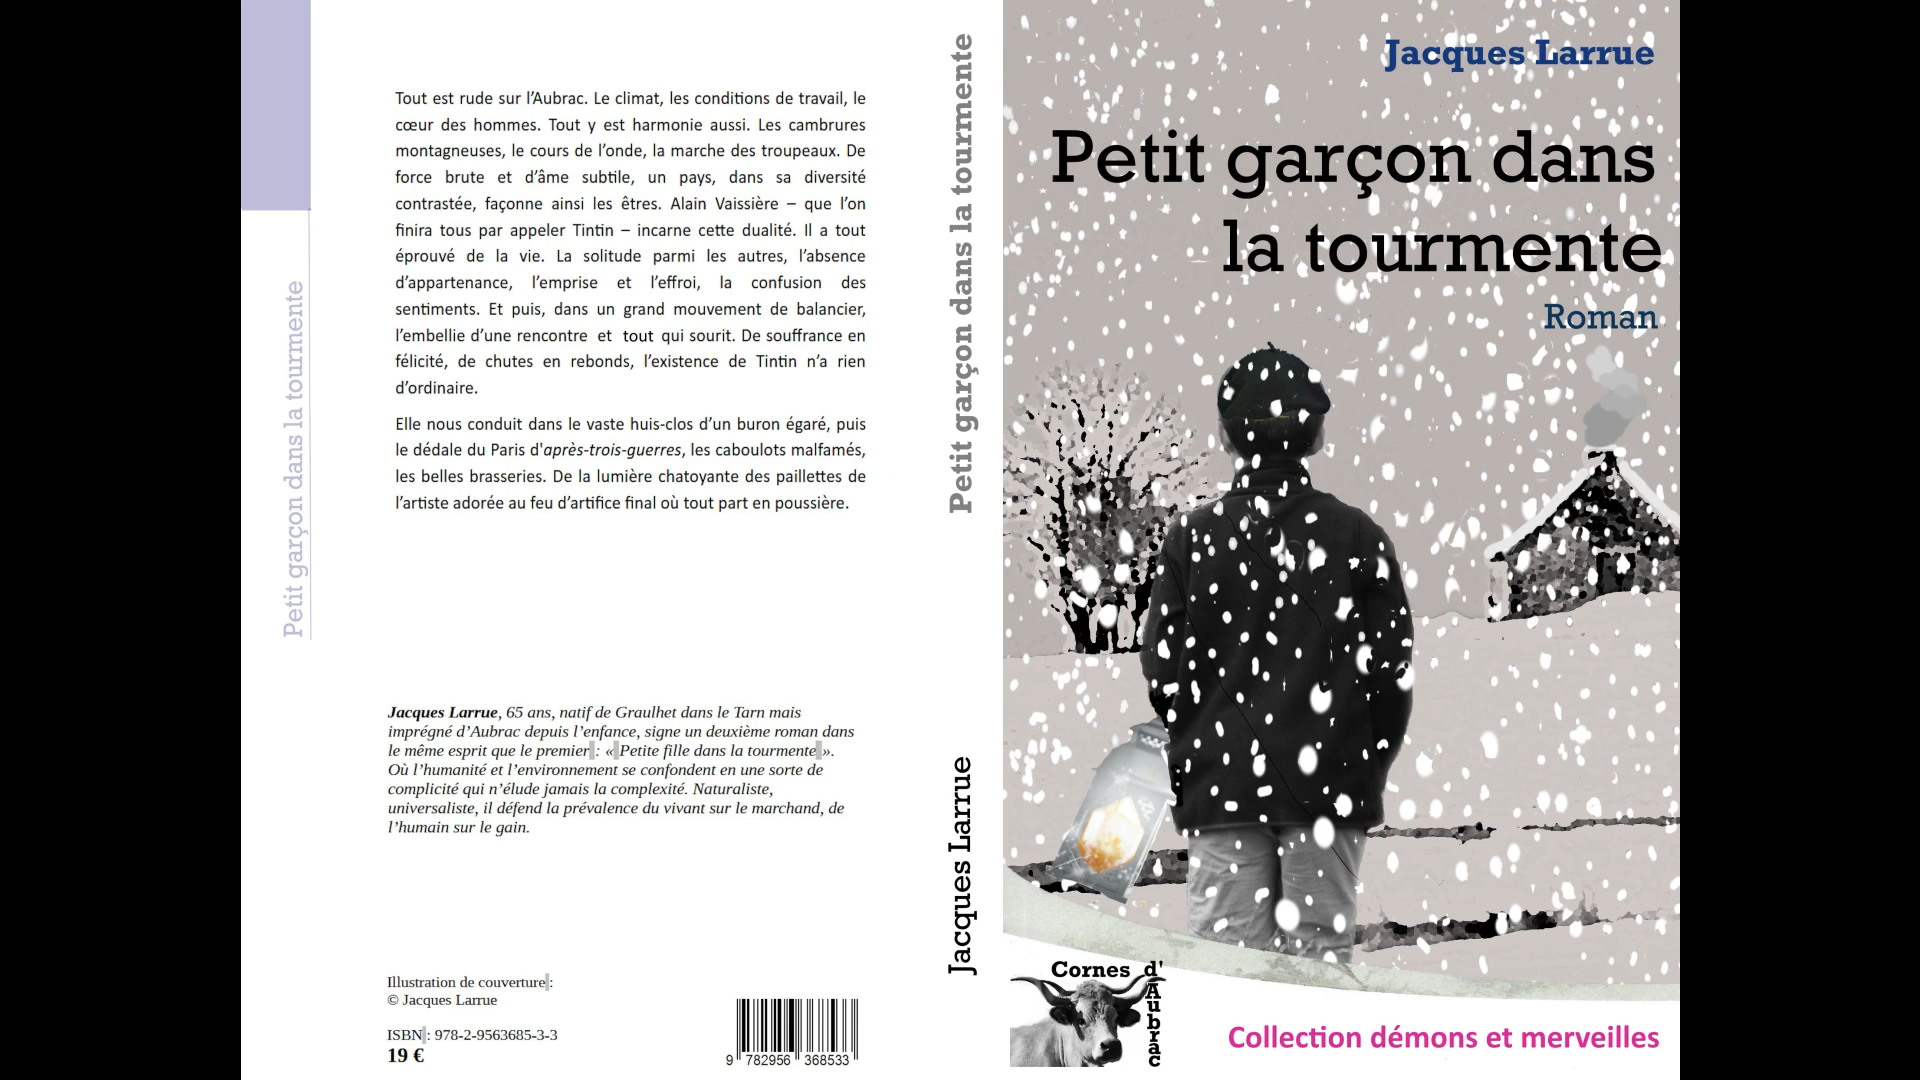 Petit garçon dans la tourmente
Tout est rude sur l’Aubrac. Le climat, les conditions de travail, le
cœur des hommes. Tout y est harmonie aussi. Les cambrures
montagneuses, le cours de l’onde, la marche des troupeaux. De
force brute et d’âme subtile, un pays, dans sa diversité
contrastée, façonne ainsi les êtres. Alain Vaissière – que l’on
finira tous par appeler Tintin – incarne cette dualité. Il a tout
éprouvé de la vie. La solitude parmi les autres, l’absence
d’appartenance, l’emprise et l’effroi, la confusion des
sentiments. Et puis, dans un grand mouvement de balancier,
l’embellie d’une rencontre et tout qui sourit. De souffrance en
félicité, de chutes en rebonds, l’existence de Tintin n’a rien
d’ordinaire.
Elle nous conduit dans le vaste huis-clos d’un buron égaré, puis
le dédale du Paris d'après-trois-guerres, les caboulots malfamés,
les belles brasseries. De la lumière chatoyante des paillettes de
l’artiste adorée au feu d’artifice final où tout part en poussière.
Jacques Larrue, 65 ans, natif de Graulhet dans le Tarn mais
imprégné d’Aubrac depuis l’enfance, signe un deuxième roman dans
le même esprit que le premier : « Petite fille dans la tourmente ».
Où l’humanité et l’environnement se confondent en une sorte de
complicité qui n’élude jamais la complexité. Naturaliste,
universaliste, il défend la prévalence du vivant sur le marchand, de
l’humain sur le gain.
Illustration de couverture :
© Jacques Larrue
ISBN : 978-2-9563685-3-3
19 €
9 782956 368533
Petit garçon dans la tourmente
Jacques Larrue
Jacques Larrue
Petit garçon dans
la tourmente
Roman
Cornes d'
Aubrac
Collection démons et merveilles